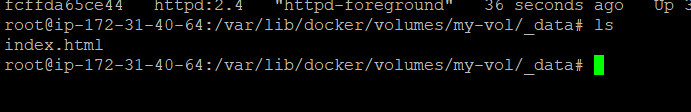 fcffda65ce44 httpd:2.4 "httpd-foreground" 36 seconds ago Up 3
root@ip-172-31-40-64:/var/lib/docker/volumes/my-vol/_data# ls
index.html
root@ip-172-31-40-64:/var/lib/docker/volumes/my-vol/_data#